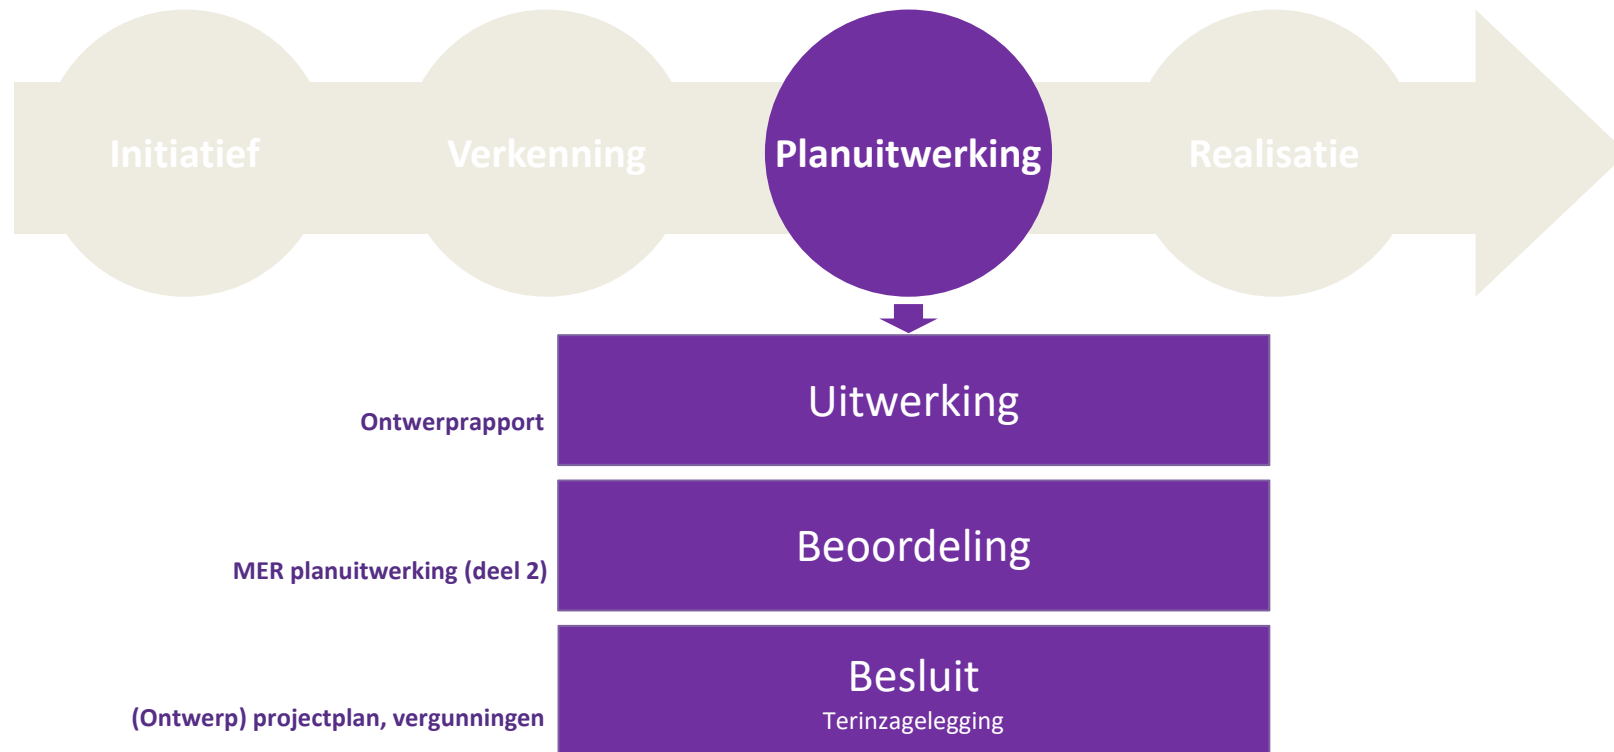 Initiatief
Verkenning
Planuitwerking
Realisatie
Uitwerking
Ontwerprapport
Beoordeling
MER planuitwerking (deel 2)
Besluit
(Ontwerp) projectplan, vergunningen
Terinzagelegging